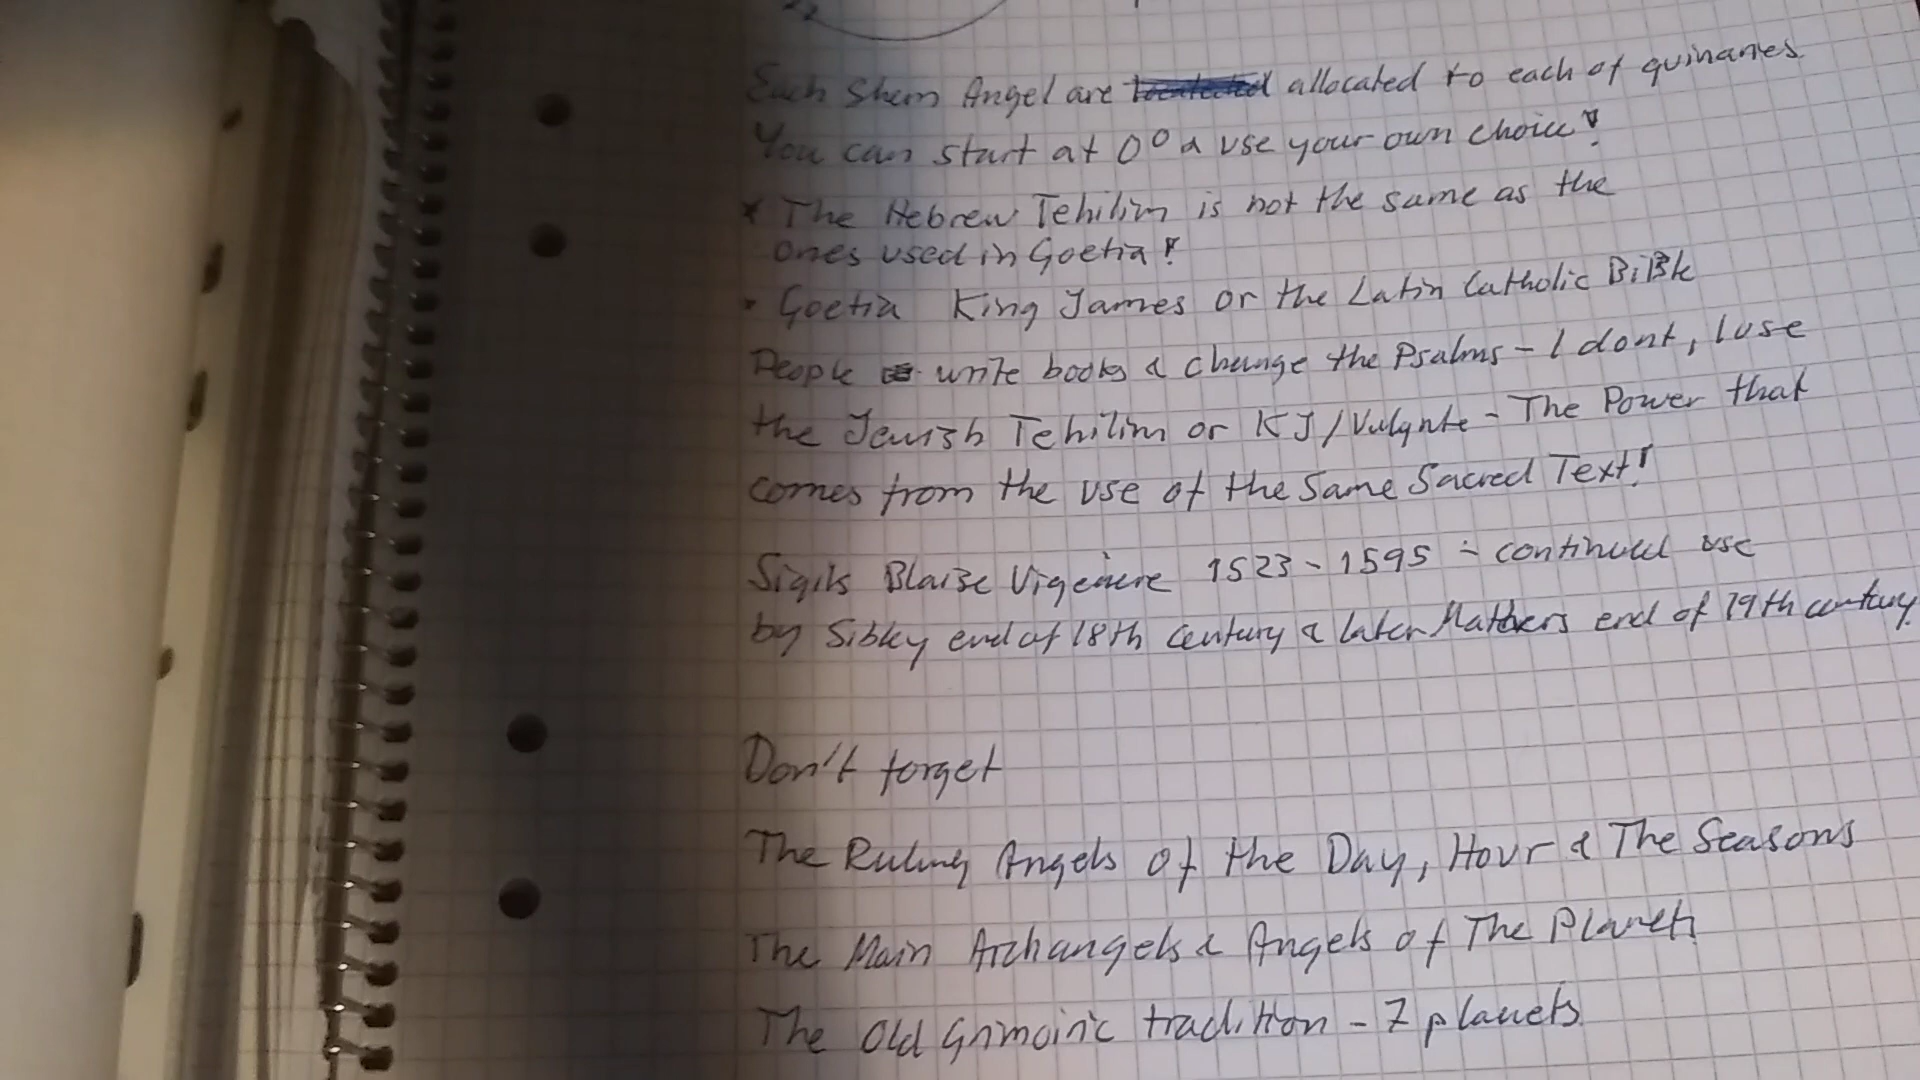 Each Shem Angel are allocated to each of quinaries.
You can start at 0° & use your own choice!
* The Hebrew Tehilim is not the same as the
ones used in Goetia!
* Goetia King James or the Latin Catholic BiBle
People write books & change the Psalms - I dont, I use
the Jewish Tehilim or KJ/Vulgate - The Power that
comes from the use of the Same Sacred Text!
Sigils Blaise Vigenere 1523 - 1595 - continued use
by Sibley end of 18th century & later Mathers end of 19th century.
Don't forget
The Ruling Angels of the Day, Hour & The Seasons
The Main Archangels & Angels of The Planets
The Old Grimoiric tradition - 7 planets